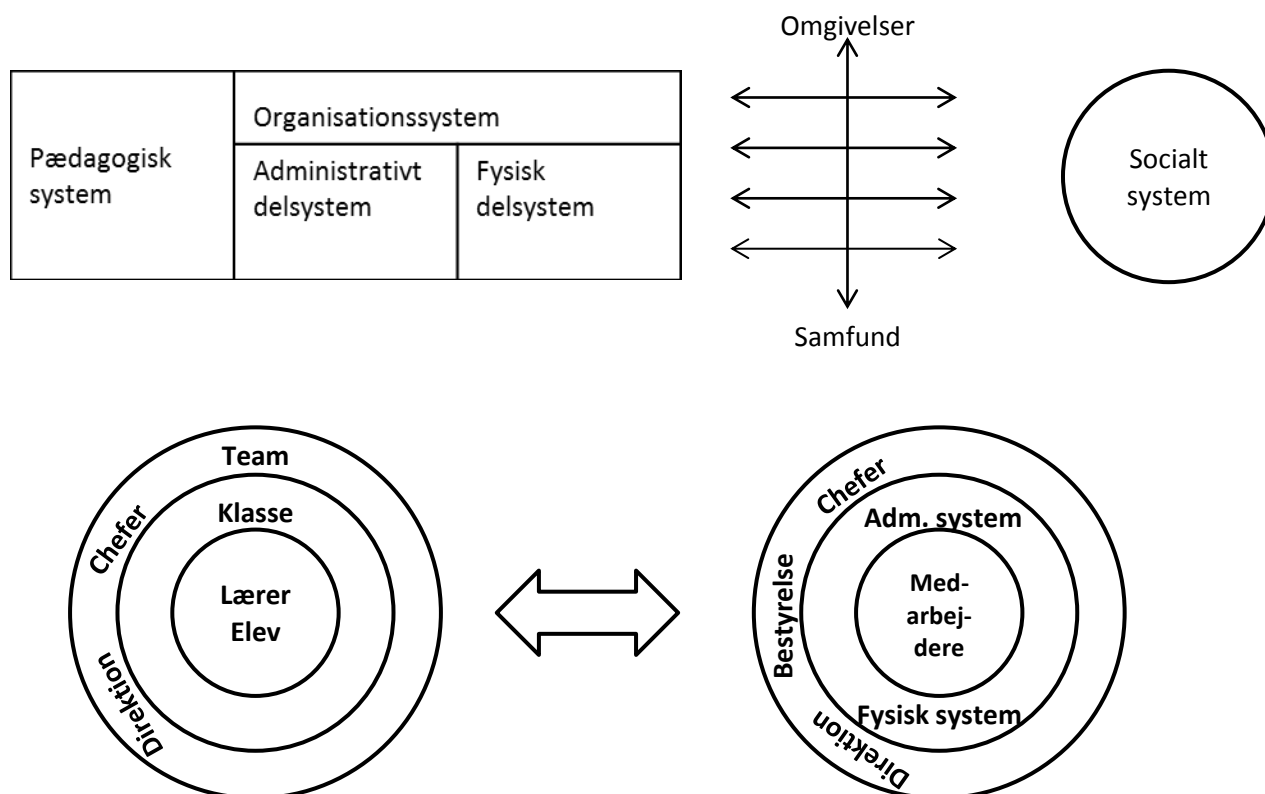 Omgivelser
Organisationssystem
Pædagogisk
system
Administrativt
delsystem
Fysisk
delsystem
Socialt
system
Samfund
Team
Klasse
Chefer
Lærer
Elev
Direktion
Chefer
Adm. system
Bestyrelse
Med-
arbej-
dere
Fysisk system
Direktion